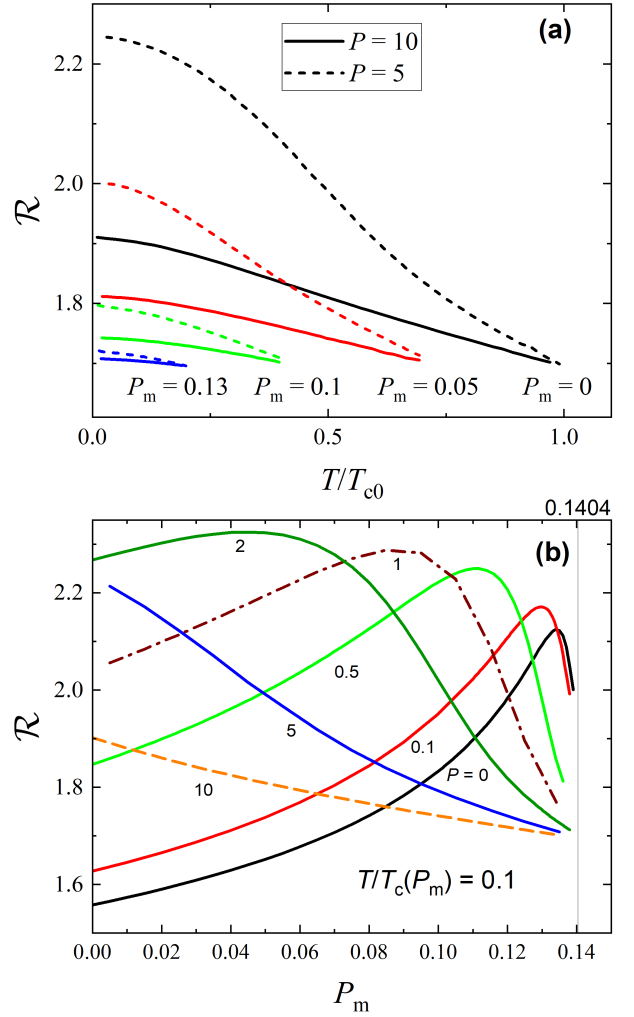 (a)
P = 10
P = 5
2.2
2.0
1.8
ℛ
P_m = 0.13 P_m = 0.1 P_m = 0.05 P_m = 0
0.0 0.5 1.0
T/T_c0
0.1404
(b)
2
1
0.5
5
0.1
P = 0
10
2.2
2.0
1.8
1.6
ℛ
T/T_c(P_m) = 0.1
0.00 0.02 0.04 0.06 0.08 0.10 0.12 0.14
P_m